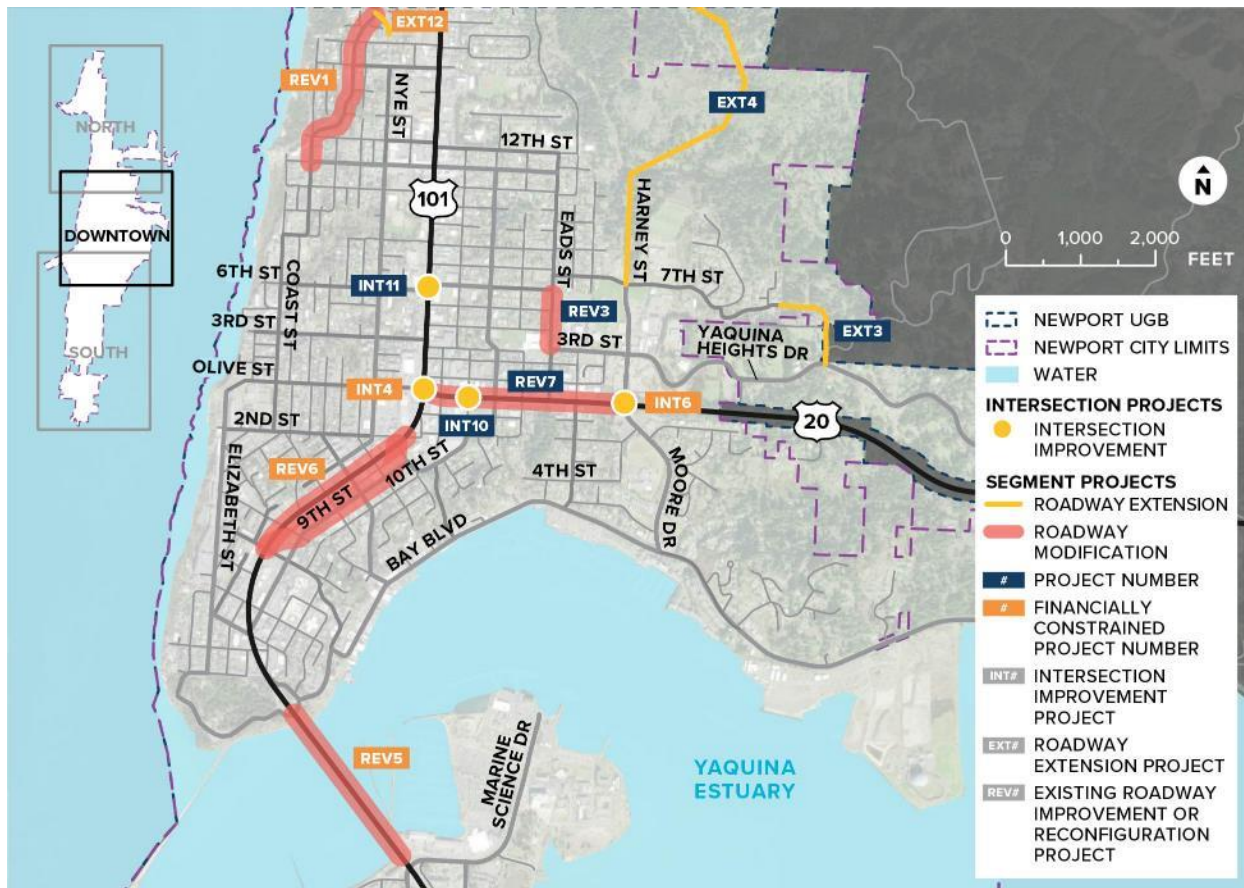 NORTH
DOWNTOWN
SOUTH
EXT12
REV1
NYE ST
EXT4
12TH ST
101
HARNEY ST
EADS ST
N
0 1,000 2,000
FEET
6TH ST
COAST ST
INT11
7TH ST
REV3
3RD ST
3RD ST
YAQUINA
HEIGHTS DR
EXT3
OLIVE ST
INT4
REV7
INT6
INT10
20
2ND ST
REV6
10TH ST
9TH ST
4TH ST
MOORE DR
ELIZABETH ST
BAY BLVD
REV5
MARINE
SCIENCE DR
YAQUINA
ESTUARY
NEWPORT UGB
NEWPORT CITY LIMITS
WATER
INTERSECTION PROJECTS
INTERSECTION
IMPROVEMENT
SEGMENT PROJECTS
ROADWAY EXTENSION
ROADWAY
MODIFICATION
# PROJECT NUMBER
# FINANCIALLY
CONSTRAINED
PROJECT NUMBER
INT# INTERSECTION
IMPROVEMENT
PROJECT
EXT# ROADWAY
EXTENSION PROJECT
REV# EXISTING ROADWAY
IMPROVEMENT OR
RECONFIGURATION
PROJECT